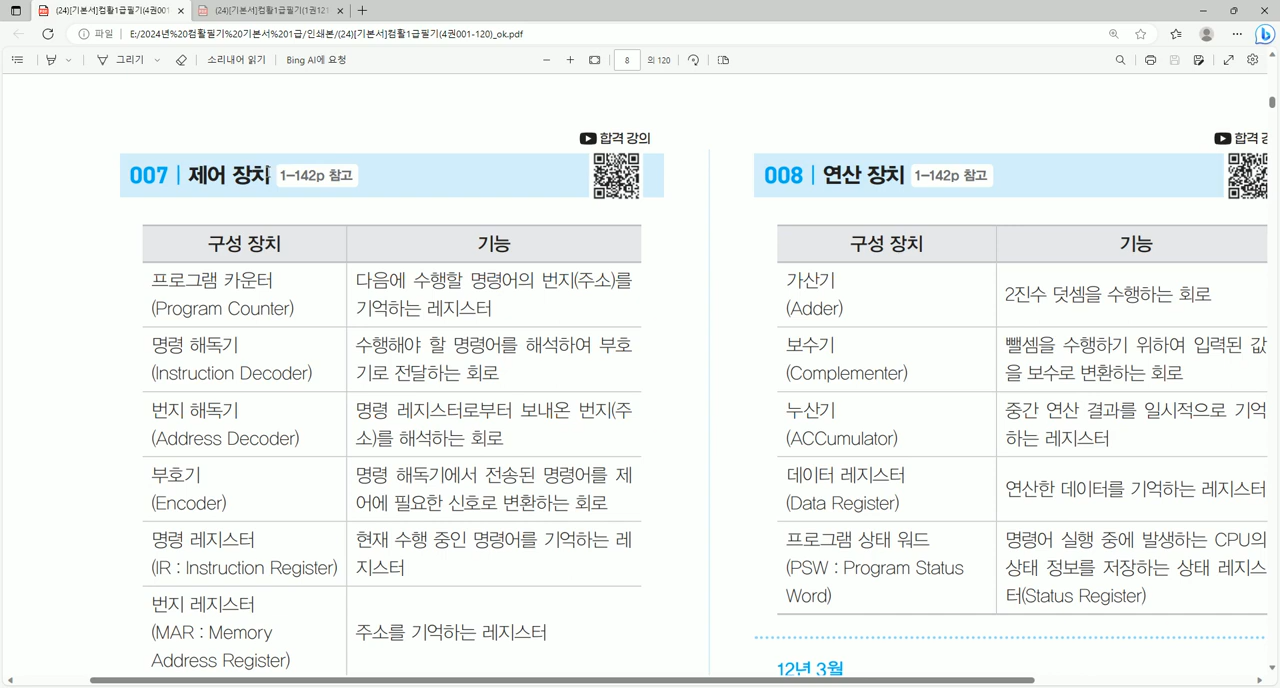 (24)[기본서]컴활1급필기(4권001
(24)[기본서]컴활1급필기(1권121
파일
E:/2024년%20컴활필기%20기본서%201급/인쇄본/(24)[기본서]컴활1급필기(4권001-120)_ok.pdf
그리기
소리내어 읽기
Bing AI에 요청
8
의 120
합격 강의
007 제어 장치 1-142p 참고
구성 장치 기능
프로그램 카운터
(Program Counter)
다음에 수행할 명령어의 번지(주소)를
기억하는 레지스터
명령 해독기
(Instruction Decoder)
수행해야 할 명령어를 해석하여 부호
기로 전달하는 회로
번지 해독기
(Address Decoder)
명령 레지스터로부터 보내온 번지(주
소)를 해석하는 회로
부호기
(Encoder)
명령 해독기에서 전송된 명령어를 제
어에 필요한 신호로 변환하는 회로
명령 레지스터
(IR : Instruction Register)
현재 수행 중인 명령어를 기억하는 레
지스터
번지 레지스터
(MAR : Memory
Address Register)
주소를 기억하는 레지스터
합격
008 연산 장치 1-142p 참고
구성 장치 기능
가산기
(Adder)
2진수 덧셈을 수행하는 회로
보수기
(Complementer)
뺄셈을 수행하기 위하여 입력된 값
을 보수로 변환하는 회로
누산기
(ACCumulator)
중간 연산 결과를 일시적으로 기억
하는 레지스터
데이터 레지스터
(Data Register)
연산한 데이터를 기억하는 레지스터
프로그램 상태 워드
(PSW : Program Status
Word)
명령어 실행 중에 발생하는 CPU의
상태 정보를 저장하는 상태 레지스
터(Status Register)
12년 3월